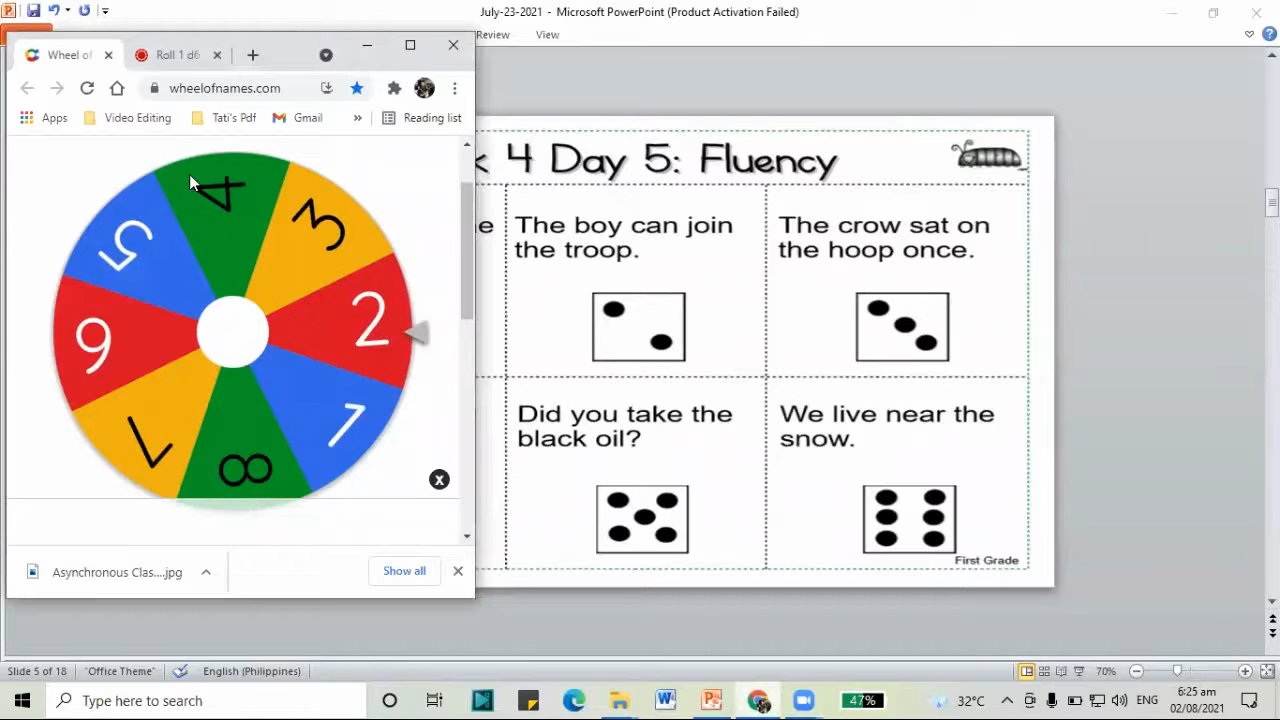 July-23-2021 - Microsoft PowerPoint (Product Activation Failed)
Review View
Wheel of
Roll 1 d6
wheelofnames.com
Apps Video Editing Tati's Pdf Gmail » Reading list
4 Day 5: Fluency
The boy can join
the troop.
The crow sat on
the hoop once.
Did you take the
black oil?
We live near the
snow.
First Grade
1
2
3
4
5
6
7
8
x
Asynchronous Clas....jpg
Show all
Slide 5 of 18 "Office Theme" English (Philippines) 70%
Type here to search
47%
32°C
ENG
6:25 am
02/08/2021